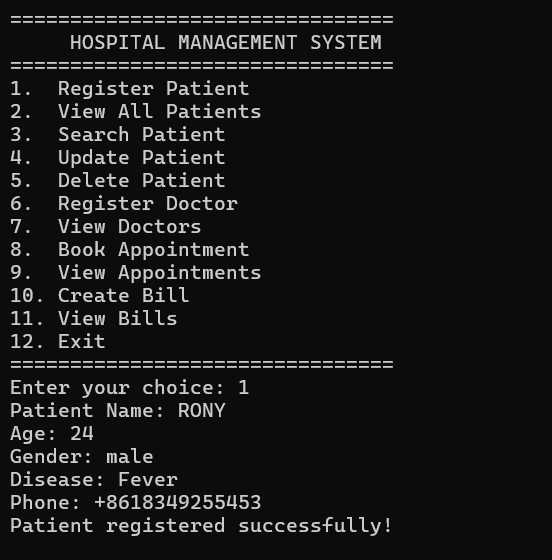 ================================
     HOSPITAL MANAGEMENT SYSTEM
================================
1.  Register Patient
2.  View All Patients
3.  Search Patient
4.  Update Patient
5.  Delete Patient
6.  Register Doctor
7.  View Doctors
8.  Book Appointment
9.  View Appointments
10. Create Bill
11. View Bills
12. Exit
================================
Enter your choice: 1
Patient Name: RONY
Age: 24
Gender: male
Disease: Fever
Phone: +8618349255453
Patient registered successfully!